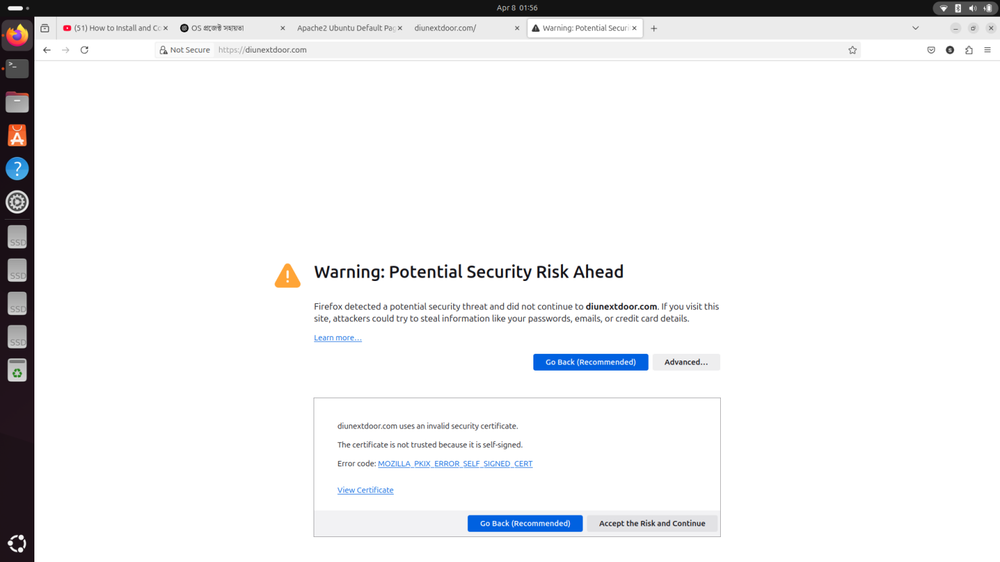 Apr 8 01:56
(51) How to Install and Co
OS প্রজেক্ট সহায়তা
Apache2 Ubuntu Default Pag
diunextdoor.com/
Warning: Potential Securi
Not Secure
https://diunextdoor.com
S
>_
SSD
SSD
SSD
SSD
Warning: Potential Security Risk Ahead
Firefox detected a potential security threat and did not continue to diunextdoor.com. If you visit this
site, attackers could try to steal information like your passwords, emails, or credit card details.
Learn more…
Go Back (Recommended)
Advanced…
diunextdoor.com uses an invalid security certificate.
The certificate is not trusted because it is self-signed.
Error code: MOZILLA_PKIX_ERROR_SELF_SIGNED_CERT
View Certificate
Go Back (Recommended)
Accept the Risk and Continue